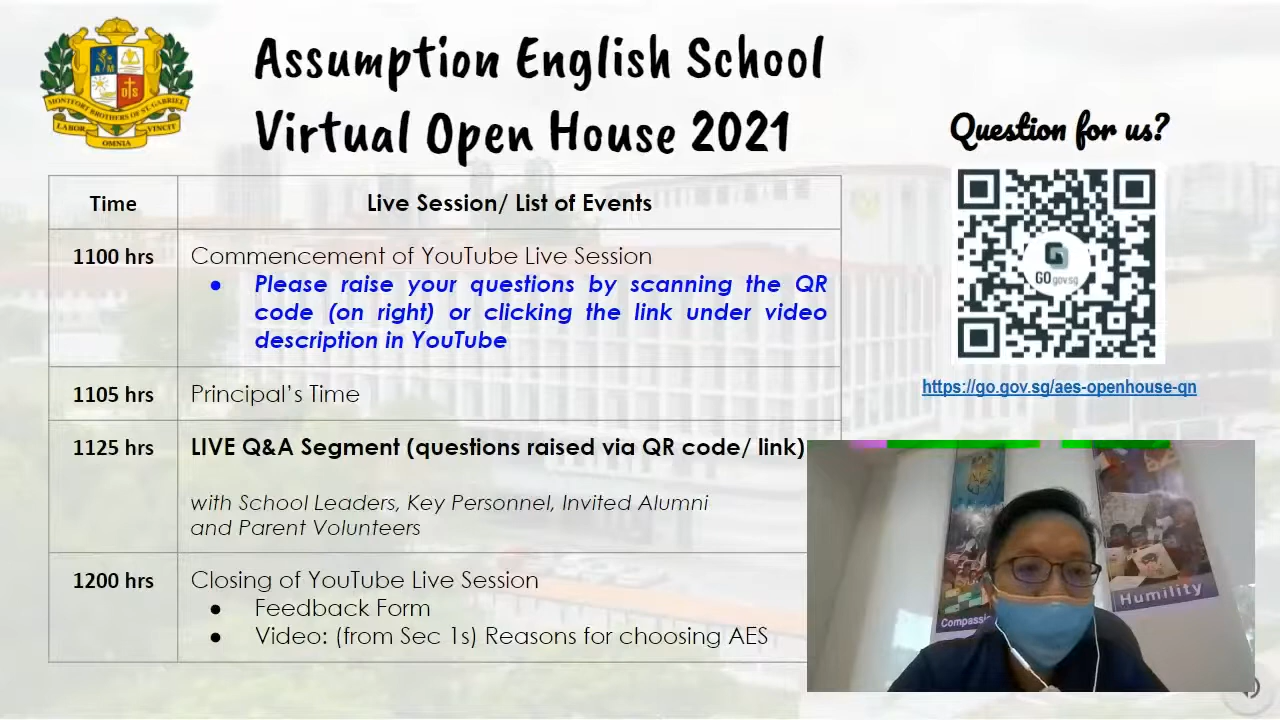 Assumption English School
Virtual Open House 2021
MONTFORT BROTHERS OF ST. GABRIEL
LABOR VINCIT
OMNIA
Question for us?
GOgovsg
https://go.gov.sg/aes-openhouse-qn
Time Live Session/ List of Events
1100 hrs Commencement of YouTube Live Session
● Please raise your questions by scanning the QR
code (on right) or clicking the link under video
description in YouTube
1105 hrs Principal's Time
1125 hrs LIVE Q&A Segment (questions raised via QR code/ link)
with School Leaders, Key Personnel, Invited Alumni
and Parent Volunteers
1200 hrs Closing of YouTube Live Session
● Feedback Form
● Video: (from Sec 1s) Reasons for choosing AES
Humility